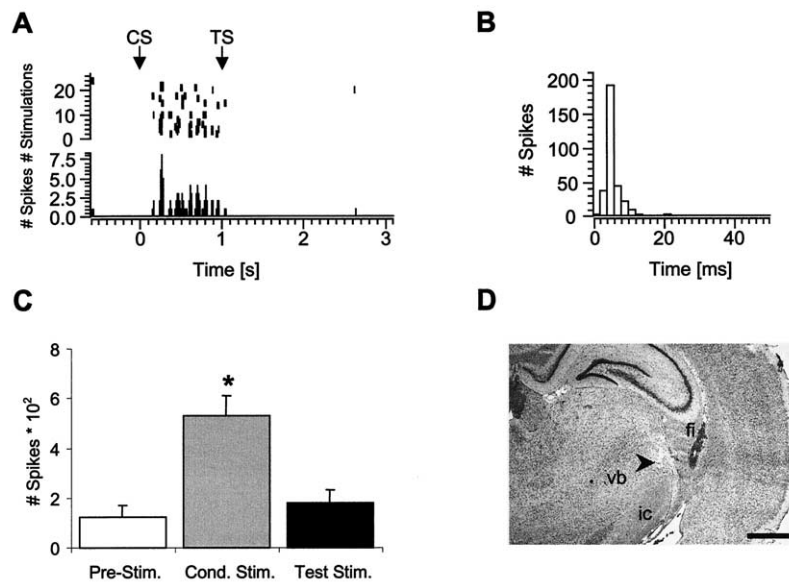 A
CS
TS
# Spikes # Stimulations
20
10
0
7.5
5.0
2.5
0.0
0
1
2
3
Time [s]
B
# Spikes
200
150
100
50
0
0
20
40
Time [ms]
C
# Spikes * 10²
8
6
4
2
0
*
Pre-Stim.
Cond. Stim.
Test Stim.
D
fi
vb
ic